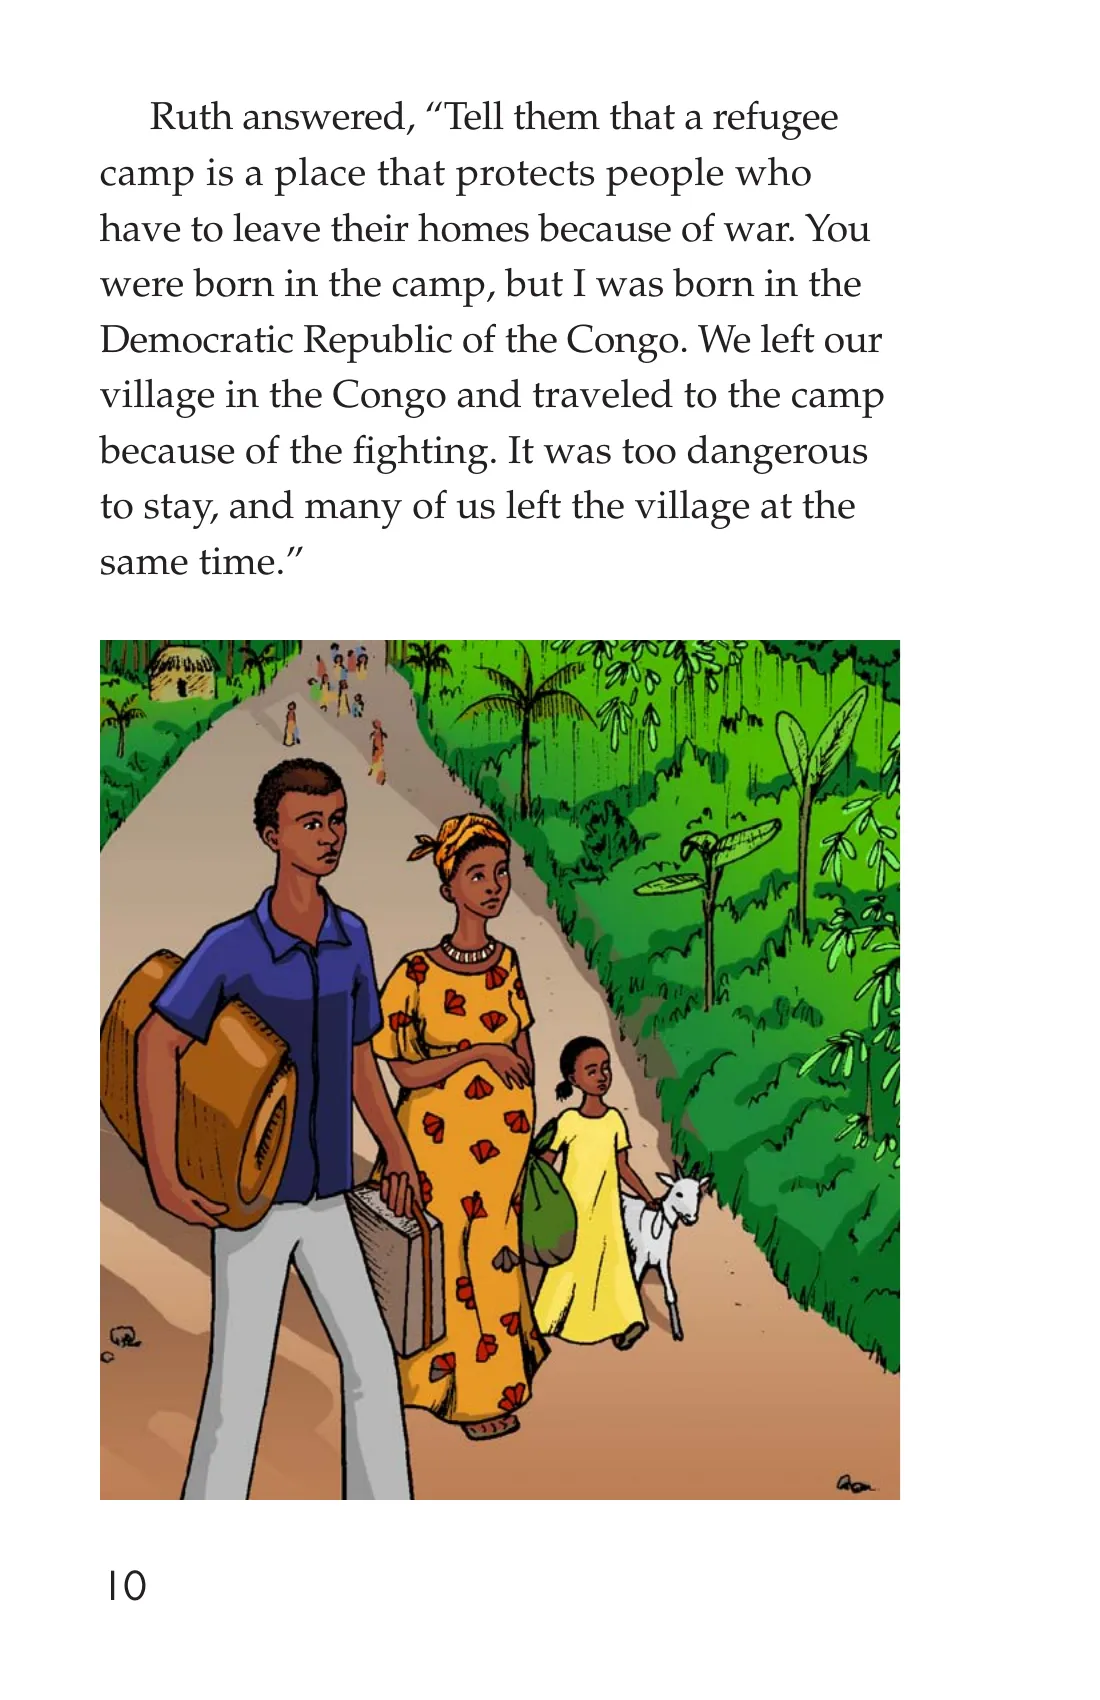 Ruth answered, “Tell them that a refugee
camp is a place that protects people who
have to leave their homes because of war. You
were born in the camp, but I was born in the
Democratic Republic of the Congo. We left our
village in the Congo and traveled to the camp
because of the fighting. It was too dangerous
to stay, and many of us left the village at the
same time.”
10